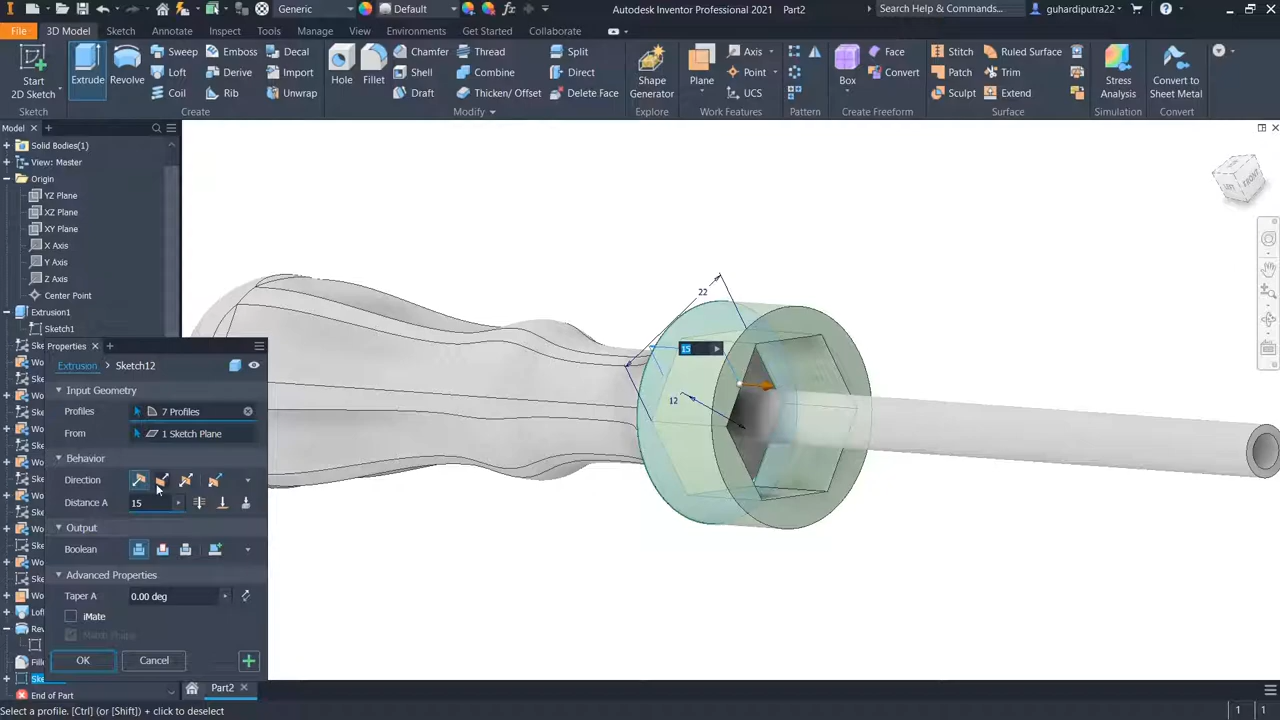 Generic
Default
Autodesk Inventor Professional 2021 Part2
Search Help & Commands...
guhardiputra22
File 3D Model Sketch Annotate Inspect Tools Manage View Environments Get Started Collaborate
Start
2D Sketch
Sketch
Extrude
Revolve
Sweep
Loft
Coil
Emboss
Derive
Rib
Decal
Import
Unwrap
Create
Hole
Fillet
Chamfer
Shell
Draft
Thread
Combine
Thicken/ Offset
Split
Direct
Delete Face
Modify
Shape
Generator
Explore
Plane
Axis
Point
UCS
Work Features
Pattern
Box
Face
Convert
Create Freeform
Stitch
Patch
Sculpt
Ruled Surface
Trim
Extend
Surface
Stress
Analysis
Simulation
Convert to
Sheet Metal
Convert
Model
Solid Bodies(1)
View: Master
Origin
YZ Plane
XZ Plane
XY Plane
X Axis
Y Axis
Z Axis
Center Point
Extrusion1
Sketch1
Properties
Extrusion > Sketch12
Input Geometry
Profiles 7 Profiles
From 1 Sketch Plane
Behavior
Direction
Distance A 15
Output
Boolean
Advanced Properties
Taper A 0.00 deg
iMate
Match Shape
OK Cancel
End of Part
22
15
12
FRONT
Part2
Select a profile. [Ctrl] (or [Shift]) + click to deselect
1 1